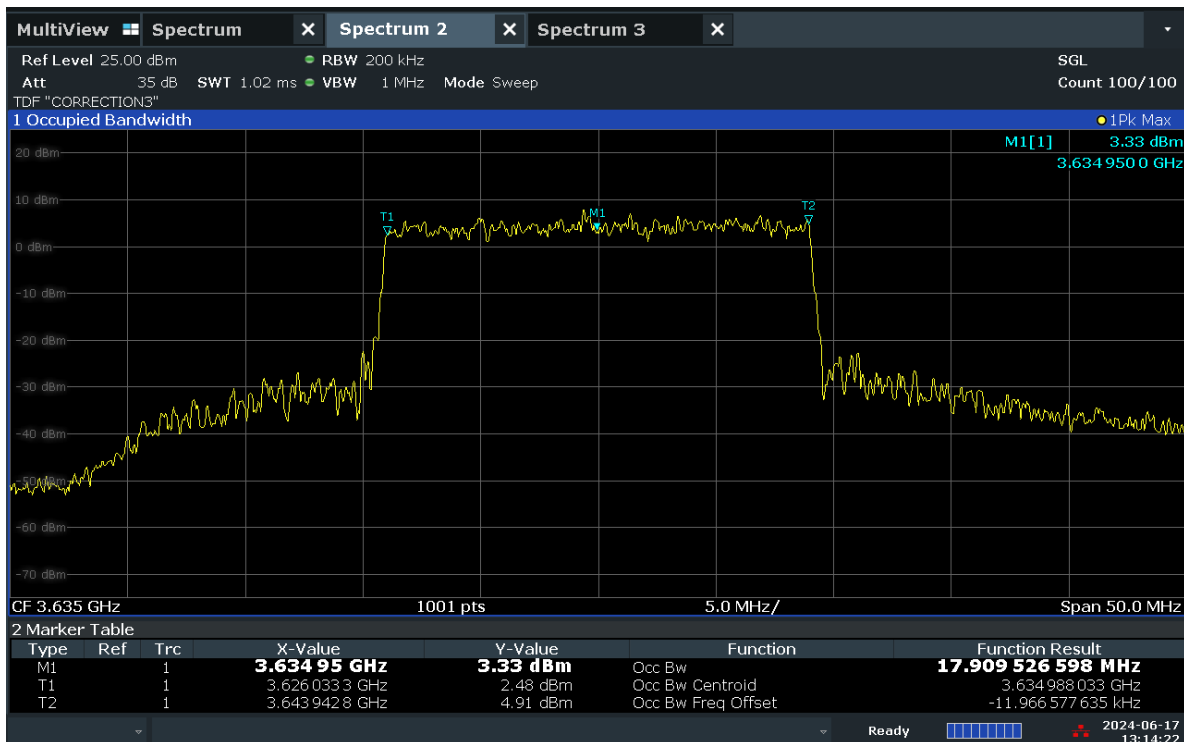 MultiView Spectrum X Spectrum 2 X Spectrum 3 X
Ref Level 25.00 dBm RBW 200 kHz SGL
Att 35 dB SWT 1.02 ms VBW 1 MHz Mode Sweep Count 100/100
TDF "CORRECTION3"
1 Occupied Bandwidth 1Pk Max
M1[1] 3.33 dBm
20 dBm
3.634 950 0 GHz
10 dBm
T1 M1 T2
0 dBm
-10 dBm
-20 dBm
-30 dBm
-40 dBm
-50 dBm
-60 dBm
-70 dBm
CF 3.635 GHz 1001 pts 5.0 MHz/ Span 50.0 MHz
2 Marker Table
Type Ref Trc X-Value Y-Value Function Function Result
M1 1 3.634 95 GHz 3.33 dBm Occ Bw 17.909 526 598 MHz
T1 1 3.626 033 3 GHz 2.48 dBm Occ Bw Centroid 3.634 988 033 GHz
T2 1 3.643 942 8 GHz 4.91 dBm Occ Bw Freq Offset -11.966 577 635 kHz
Ready 2024-06-17
13:14:22